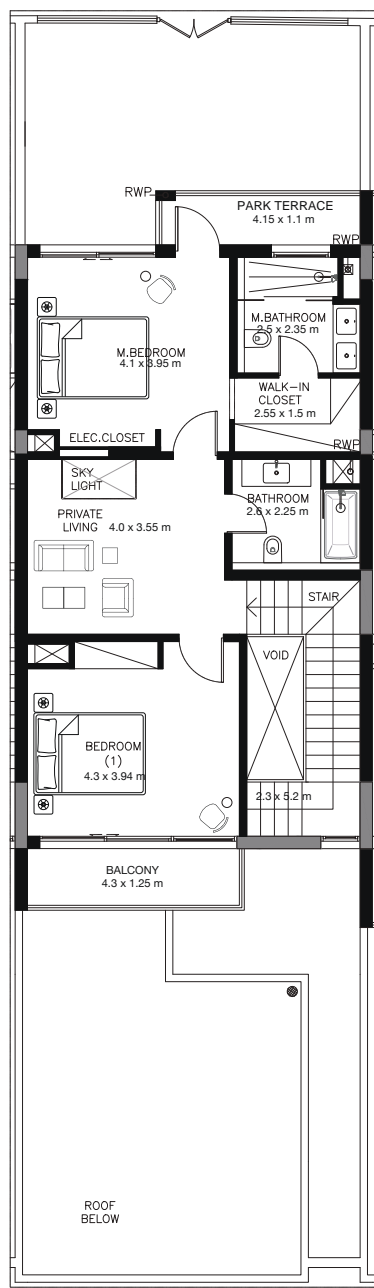 RWP
PARK TERRACE
4.15 x 1.1 m
RWP
M.BATHROOM
2.5 x 2.35 m
M.BEDROOM
4.1 x 3.95 m
WALK-IN
CLOSET
2.55 x 1.5 m
ELEC.CLOSET
RWP
SKY
LIGHT
PRIVATE
LIVING 4.0 x 3.55 m
BATHROOM
2.6 x 2.25 m
STAIR
VOID
BEDROOM
(1)
4.3 x 3.94 m
2.3 x 5.2 m
BALCONY
4.3 x 1.25 m
ROOF
BELOW